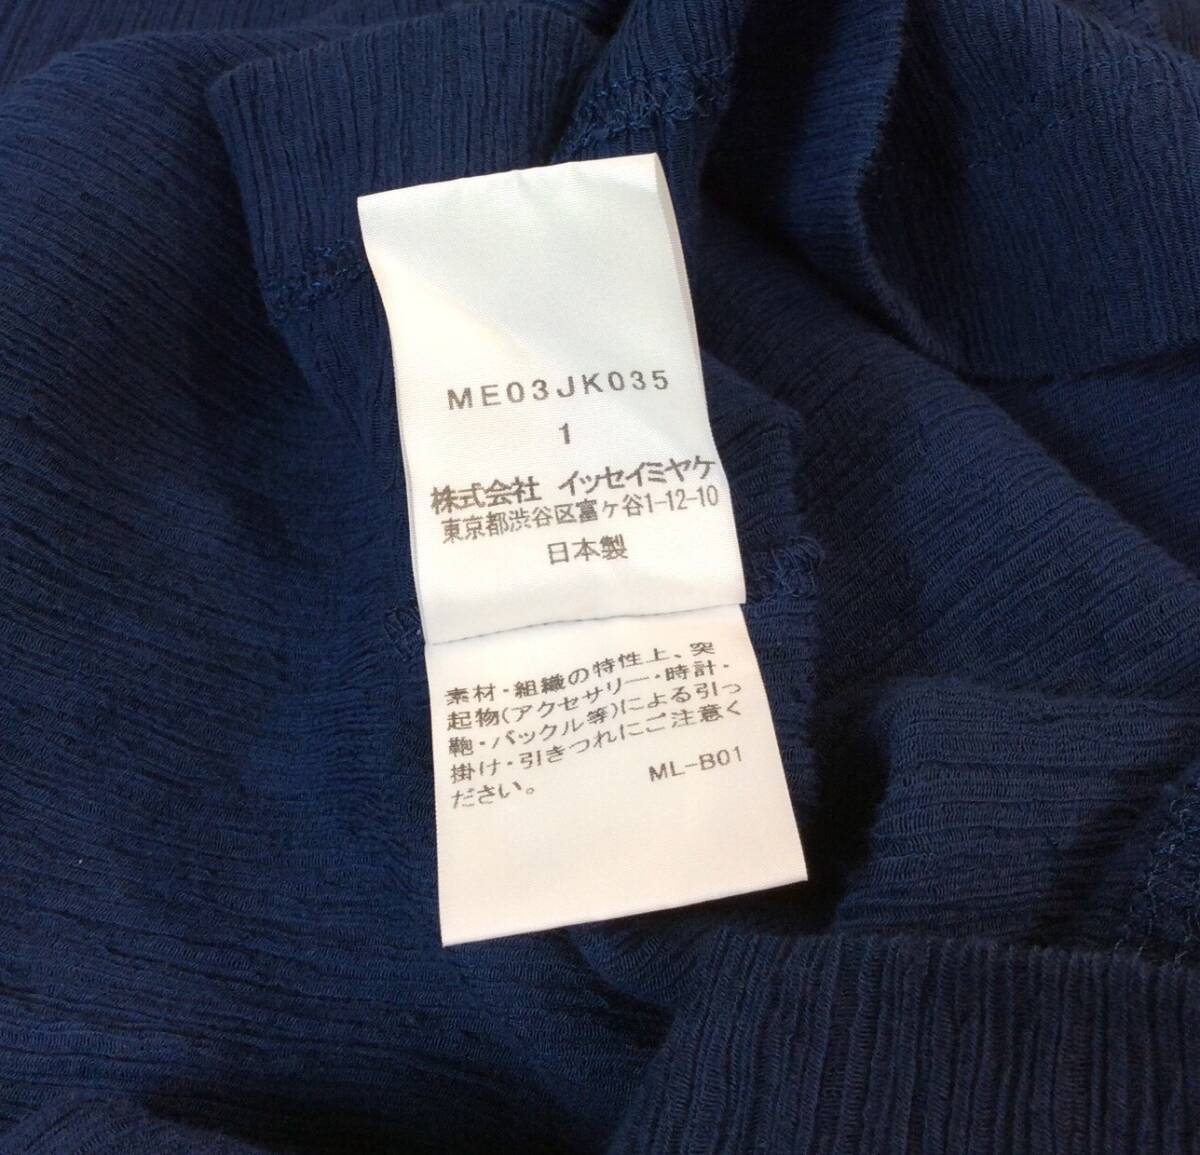 ME03JK035
1
株式会社 イッセイミヤケ
東京都渋谷区富ヶ谷1-12-10
日本製
素材・組織の特性上、突
起物(アクセサリー・時計・
鞄・バックル等)による引っ
掛け・引きつれにご注意く
ださい。
ML-B01